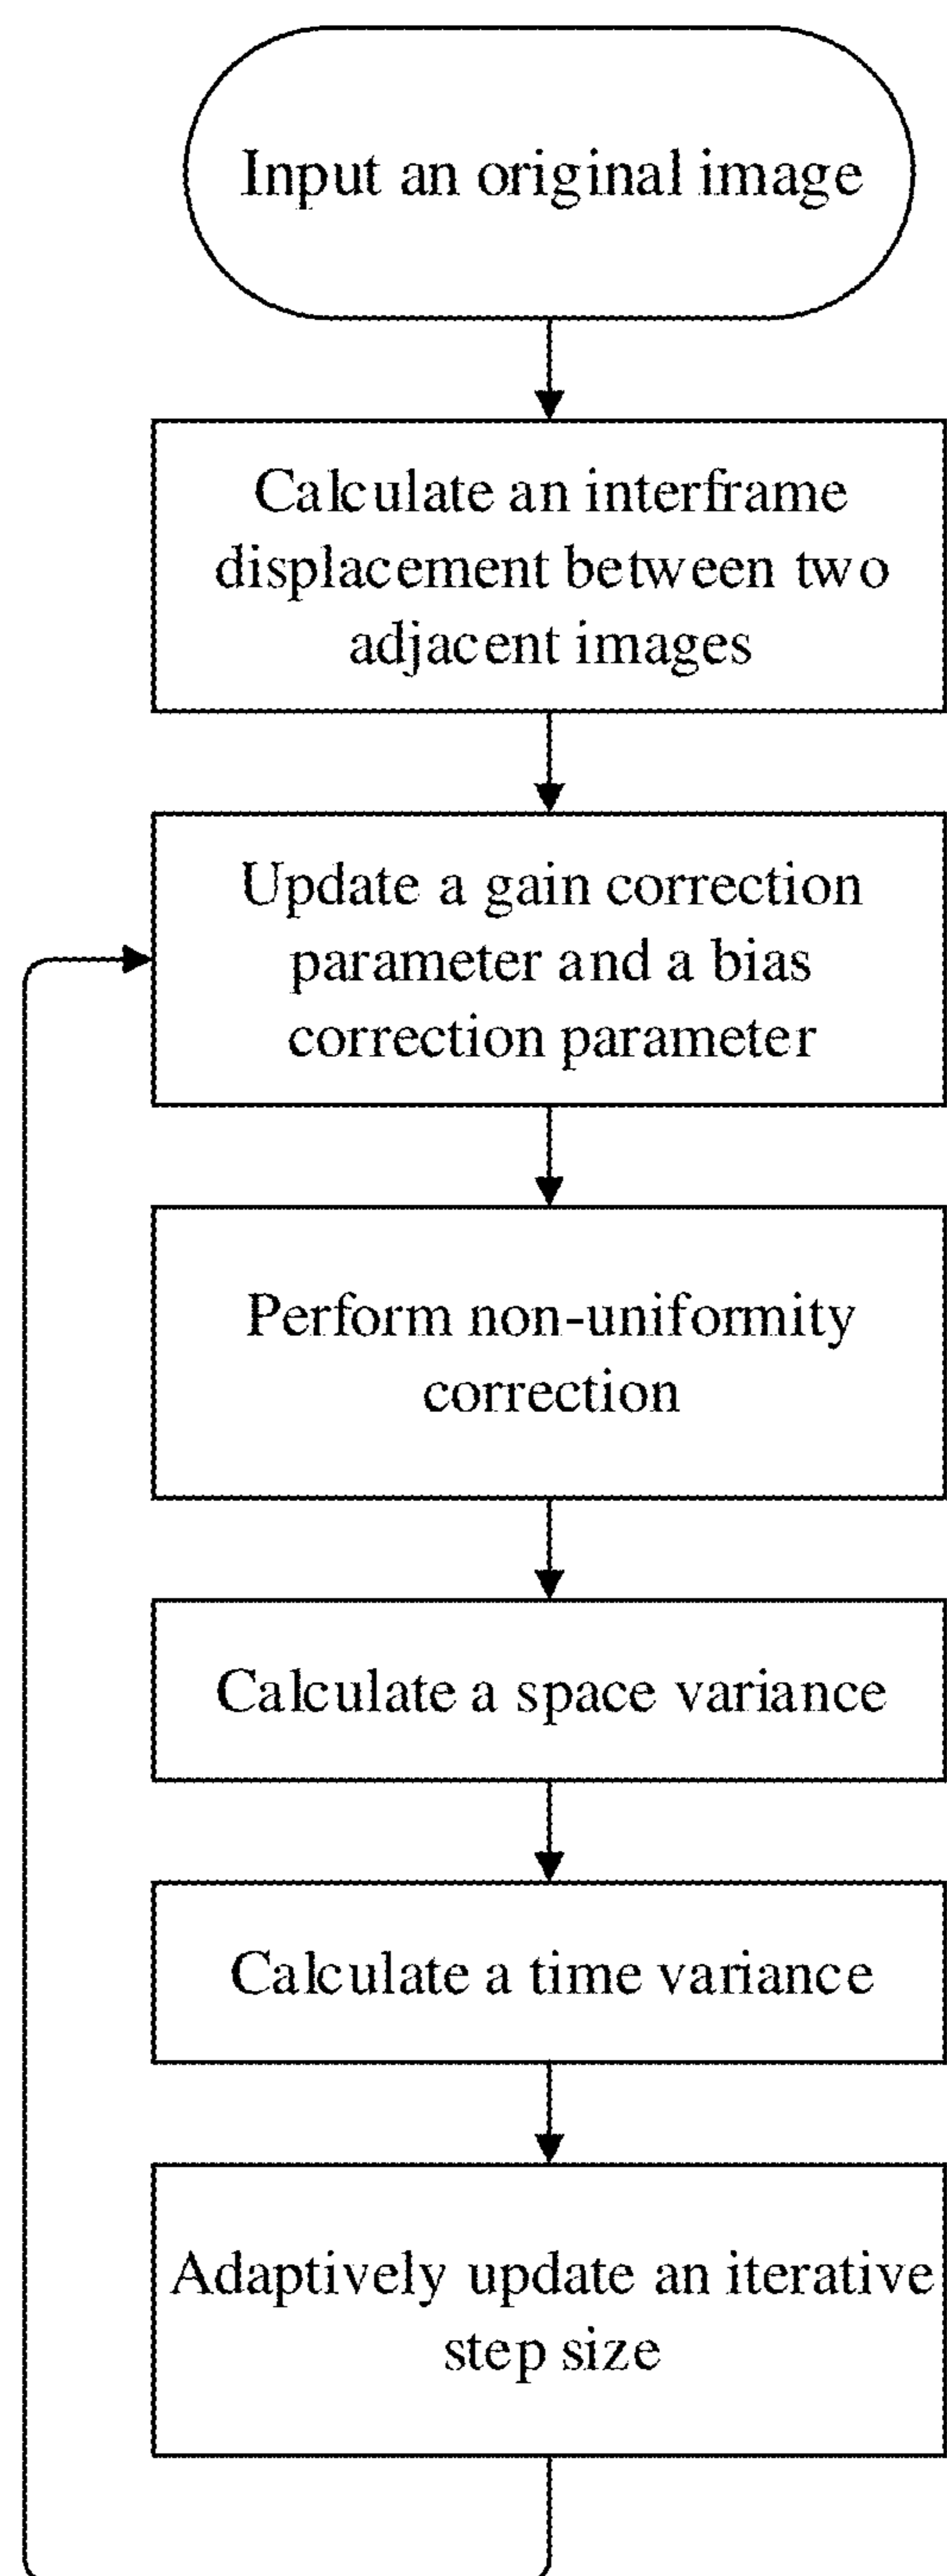 Input an original image
Calculate an interframe
displacement between two
adjacent images
Update a gain correction
parameter and a bias
correction parameter
Perform non-uniformity
correction
Calculate a space variance
Calculate a time variance
Adaptively update an iterative
step size